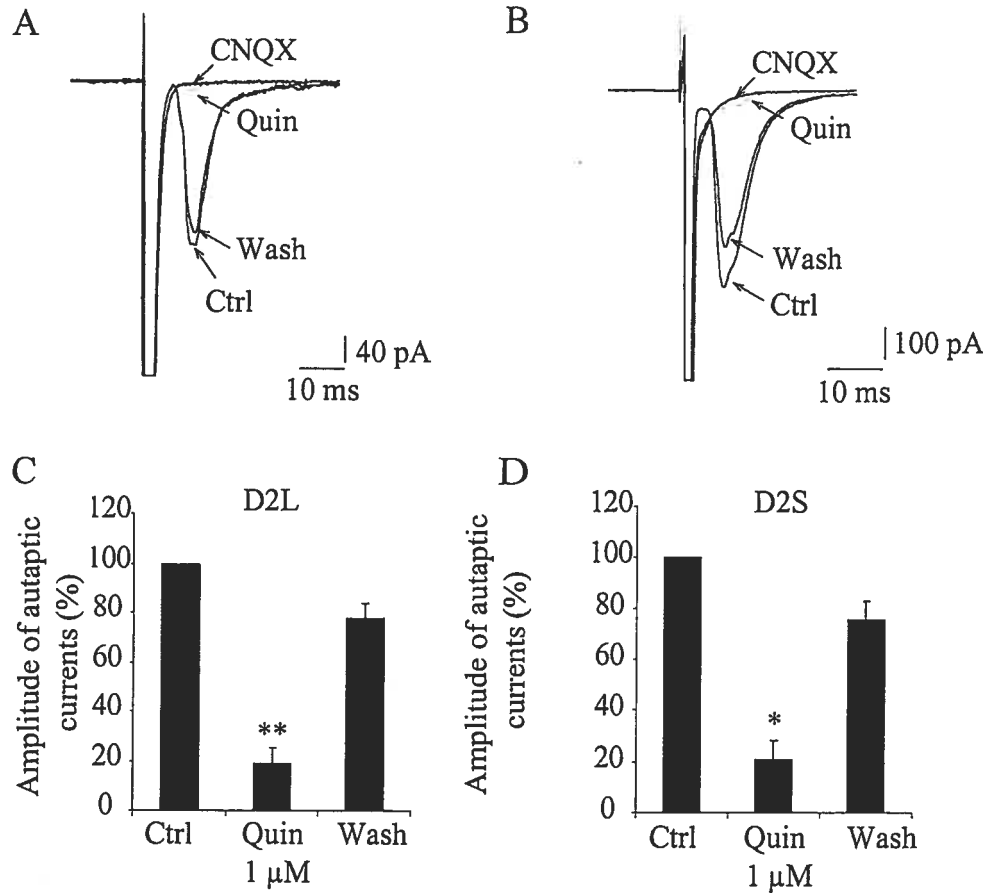 A
CNQX
Quin
Wash
Ctrl
40 pA
10 ms
B
CNQX
Quin
Wash
Ctrl
100 pA
10 ms
C
D2L
Amplitude of autaptic
currents (%)
120
100
80
60
40
20
0
**
Ctrl
Quin
Wash
1 µM
D
D2S
Amplitude of autaptic
currents (%)
120
100
80
60
40
20
0
*
Ctrl
Quin
Wash
1 µM